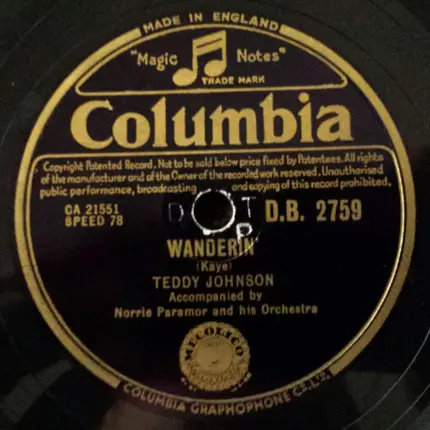 MADE IN ENGLAND
"Magic Notes"
TRADE MARK
Columbia
Copyright Patented Record. Not to be sold below price fixed by Patentees. All rights
of the manufacturer and of the Owner of the recorded work reserved. Unauthorised
public performance, broadcasting and copying of this record prohibited.
CA 21551
SPEED 78
D.B. 2759
WANDERIN'
(Kaye)
TEDDY JOHNSON
Accompanied by
Norrie Paramor and his Orchestra
MECOLICO
COLUMBIA GRAPHOPHONE CO. LTD.